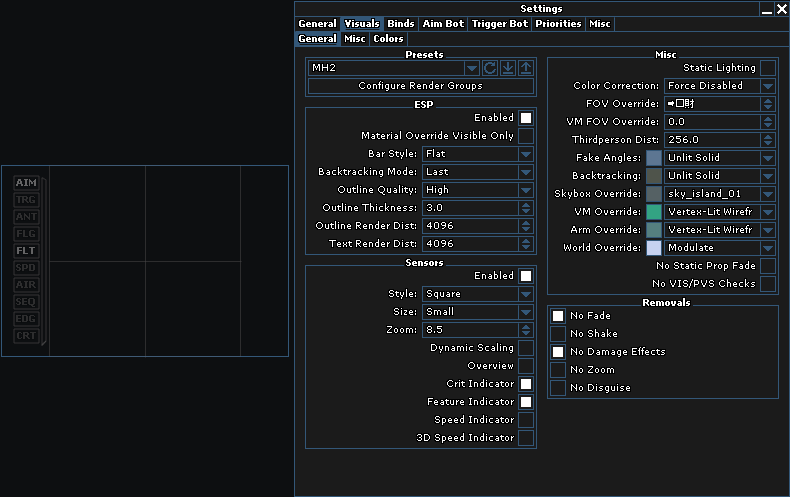 Settings
General Visuals Binds Aim Bot Trigger Bot Priorities Misc
General Misc Colors
Presets
MH2
Configure Render Groups
ESP
Enabled
Material Override Visible Only
Bar Style: Flat
Backtracking Mode: Last
Outline Quality: High
Outline Thickness: 3.0
Outline Render Dist: 4096
Text Render Dist: 4096
Sensors
Enabled
Style: Square
Size: Small
Zoom: 8.5
Dynamic Scaling
Overview
Crit Indicator
Feature Indicator
Speed Indicator
3D Speed Indicator
Misc
Static Lighting
Color Correction: Force Disabled
FOV Override:
VM FOV Override: 0.0
Thirdperson Dist: 256.0
Fake Angles: Unlit Solid
Backtracking: Unlit Solid
Skybox Override: sky_island_01
VM Override: Vertex-Lit Wirefr
Arm Override: Vertex-Lit Wirefr
World Override: Modulate
No Static Prop Fade
No VIS/PVS Checks
Removals
No Fade
No Shake
No Damage Effects
No Zoom
No Disguise
AIM
TRG
ANT
FLG
FLT
SPD
AIR
SEQ
EDG
CRT